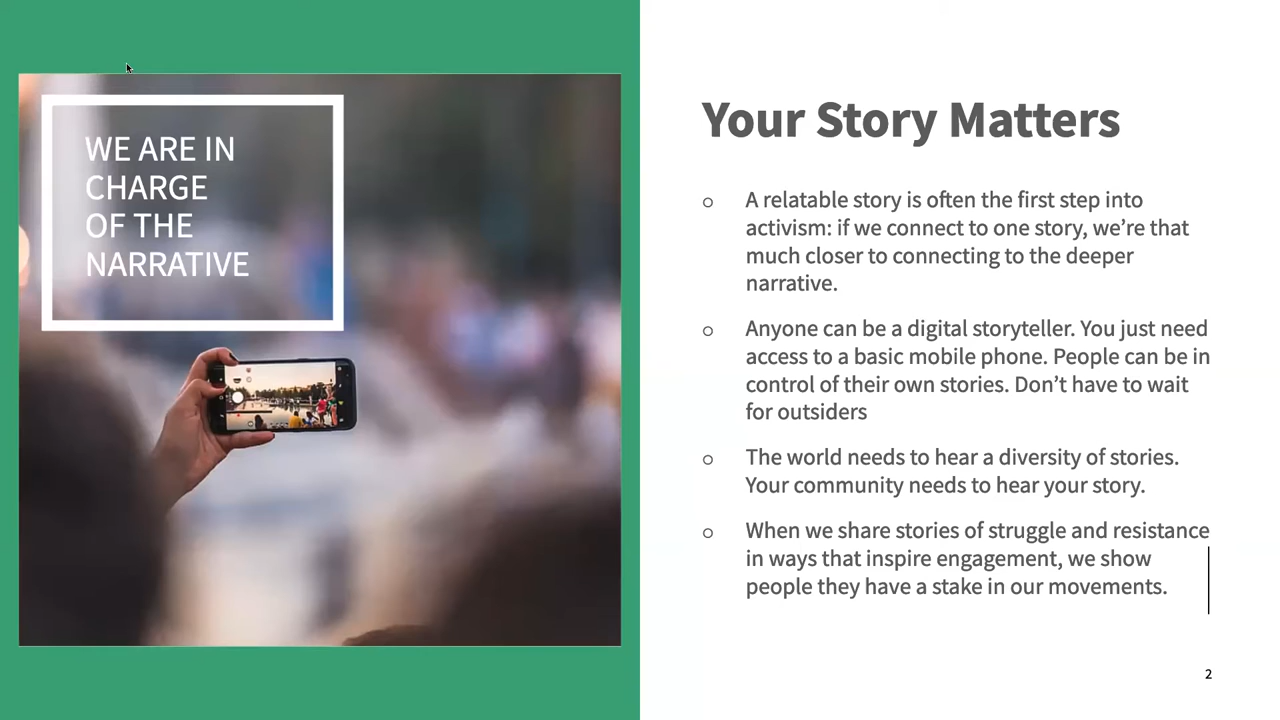 WE ARE IN
CHARGE
OF THE
NARRATIVE
Your Story Matters
A relatable story is often the first step into
activism: if we connect to one story, we’re that
much closer to connecting to the deeper
narrative.
Anyone can be a digital storyteller. You just need
access to a basic mobile phone. People can be in
control of their own stories. Don’t have to wait
for outsiders
The world needs to hear a diversity of stories.
Your community needs to hear your story.
When we share stories of struggle and resistance
in ways that inspire engagement, we show
people they have a stake in our movements.
2